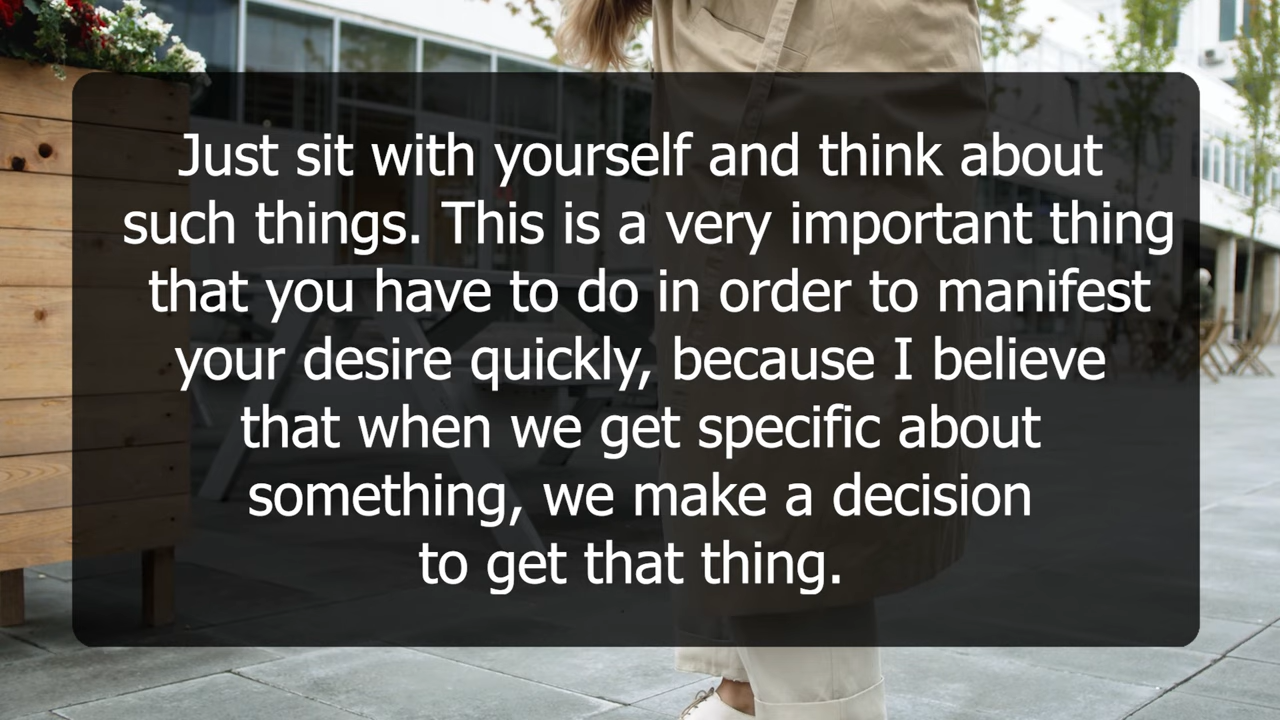 Just sit with yourself and think about
such things. This is a very important thing
that you have to do in order to manifest
your desire quickly, because I believe
that when we get specific about
something, we make a decision
to get that thing.